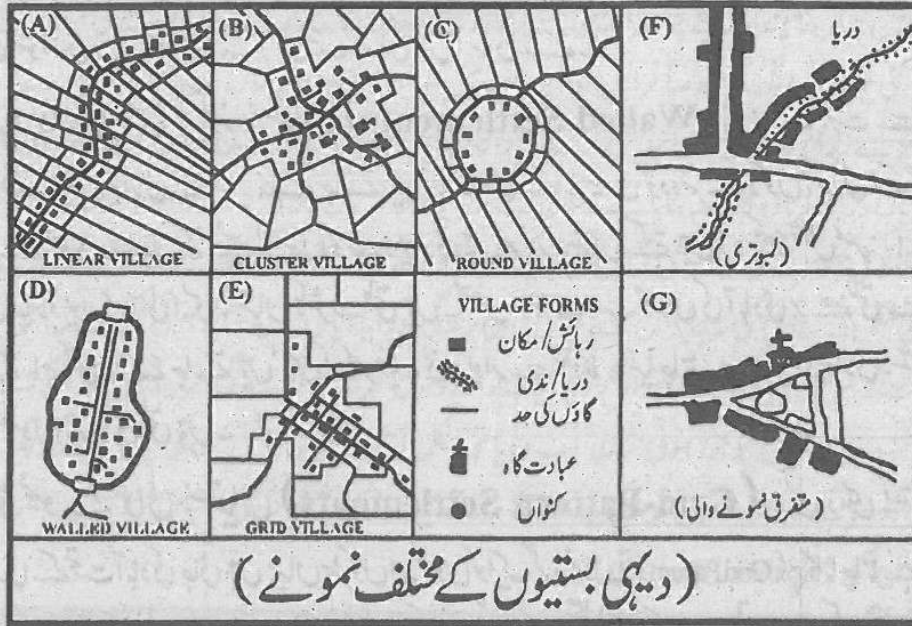 (A)
LINEAR VILLAGE
(B)
CLUSTER VILLAGE
(C)
ROUND VILLAGE
(F)
دریا
(لمبوتری)
(D)
WALLED VILLAGE
(E)
GRID VILLAGE
VILLAGE FORMS
رہائش/مکان
دریا/ندی
گاؤں کی حد
عبادت گاہ
کنواں
(G)
(متفرق نمونے والی)
(دیہی بستیوں کے مختلف نمونے)